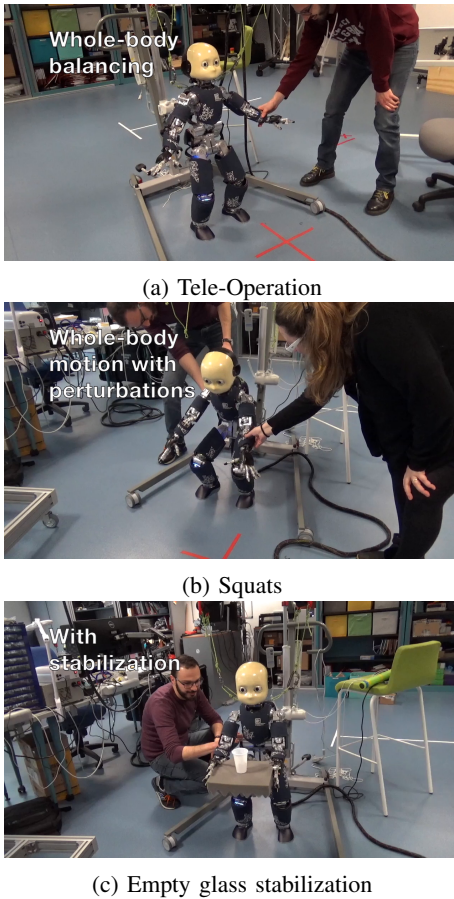 Whole-body
balancing
(a) Tele-Operation
Whole-body
motion with
perturbations
(b) Squats
With
stabilization
(c) Empty glass stabilization